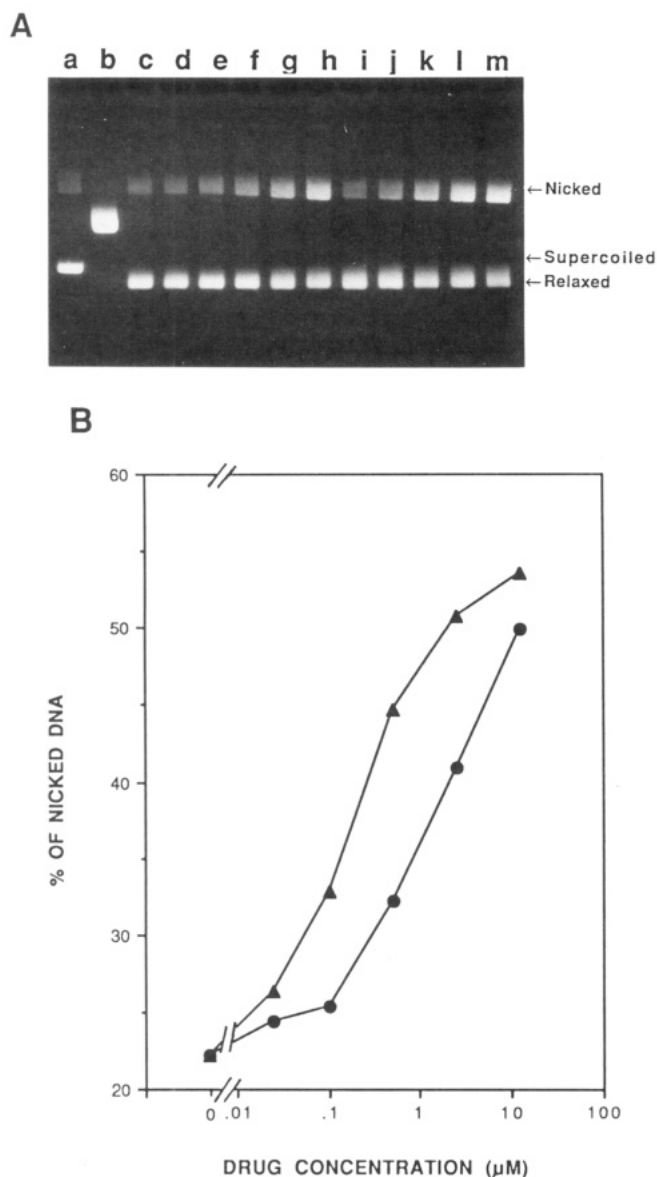 A
a b c d e f g h i j k l m
←Nicked
←Supercoiled
←Relaxed
B
60
50
40
30
20
% OF NICKED DNA
0 .01 .1 1 10 100
DRUG CONCENTRATION (µM)